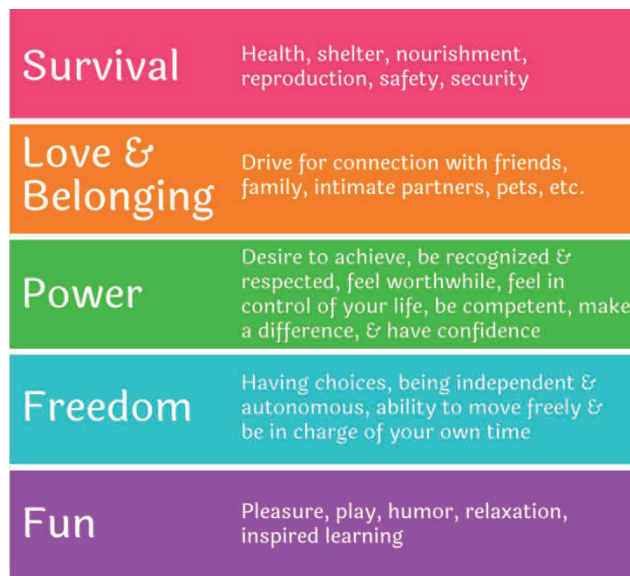 Survival
Health, shelter, nourishment,
reproduction, safety, security
Love &
Belonging
Drive for connection with friends,
family, intimate partners, pets, etc.
Power
Desire to achieve, be recognized &
respected, feel worthwhile, feel in
control of your life, be competent, make
a difference, & have confidence
Freedom
Having choices, being independent &
autonomous, ability to move freely &
be in charge of your own time
Fun
Pleasure, play, humor, relaxation,
inspired learning